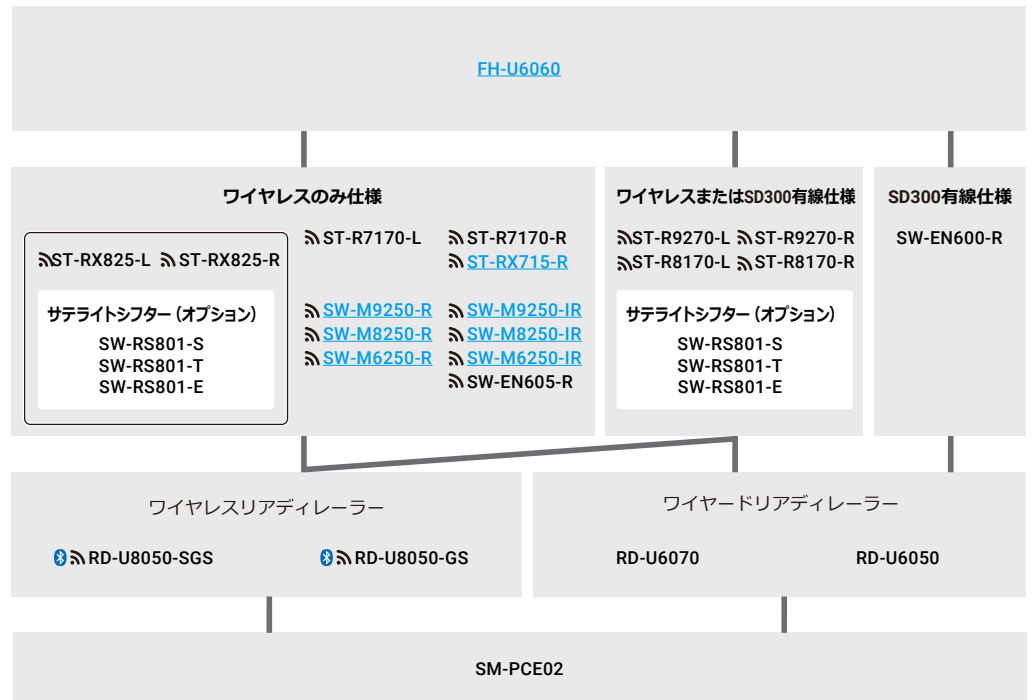 FH-U6060
ワイヤレスのみ仕様
ST-RX825-L ST-RX825-R
サテライトシフター（オプション）
SW-RS801-S
SW-RS801-T
SW-RS801-E
ST-R7170-L ST-R7170-R
ST-RX715-R
SW-M9250-R SW-M9250-IR
SW-M8250-R SW-M8250-IR
SW-M6250-R SW-M6250-IR
SW-EN605-R
ワイヤレスまたはSD300有線仕様
ST-R9270-L ST-R9270-R
ST-R8170-L ST-R8170-R
サテライトシフター（オプション）
SW-RS801-S
SW-RS801-T
SW-RS801-E
SD300有線仕様
SW-EN600-R
ワイヤレスリアディレーラー
RD-U8050-SGS RD-U8050-GS
ワイヤードリアディレーラー
RD-U6070 RD-U6050
SM-PCE02